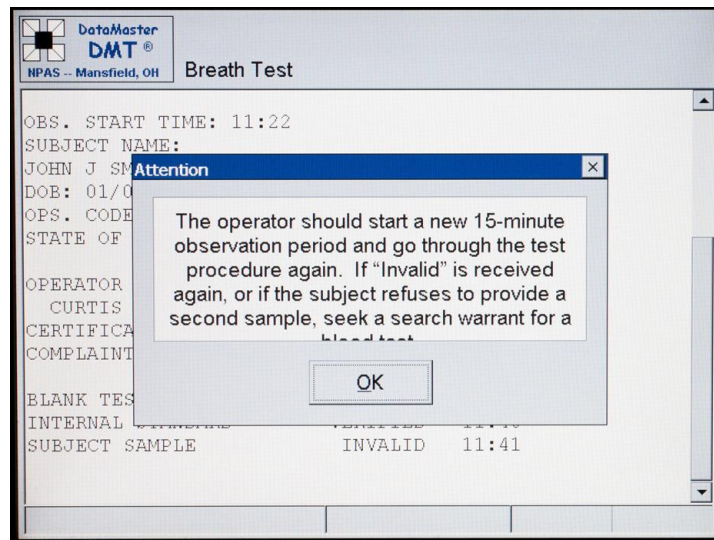 DataMaster
DMT ®
NPAS -- Mansfield, OH
Breath Test
OBS. START TIME: 11:22
SUBJECT NAME:
JOHN J SM
DOB: 01/0
OPS. CODE
STATE OF
OPERATOR
CURTIS
CERTIFICA
COMPLAINT
BLANK TES
INTERNAL
SUBJECT SAMPLE INVALID 11:41
Attention
The operator should start a new 15-minute
observation period and go through the test
procedure again. If “Invalid” is received
again, or if the subject refuses to provide a
second sample, seek a search warrant for a
blood test
OK